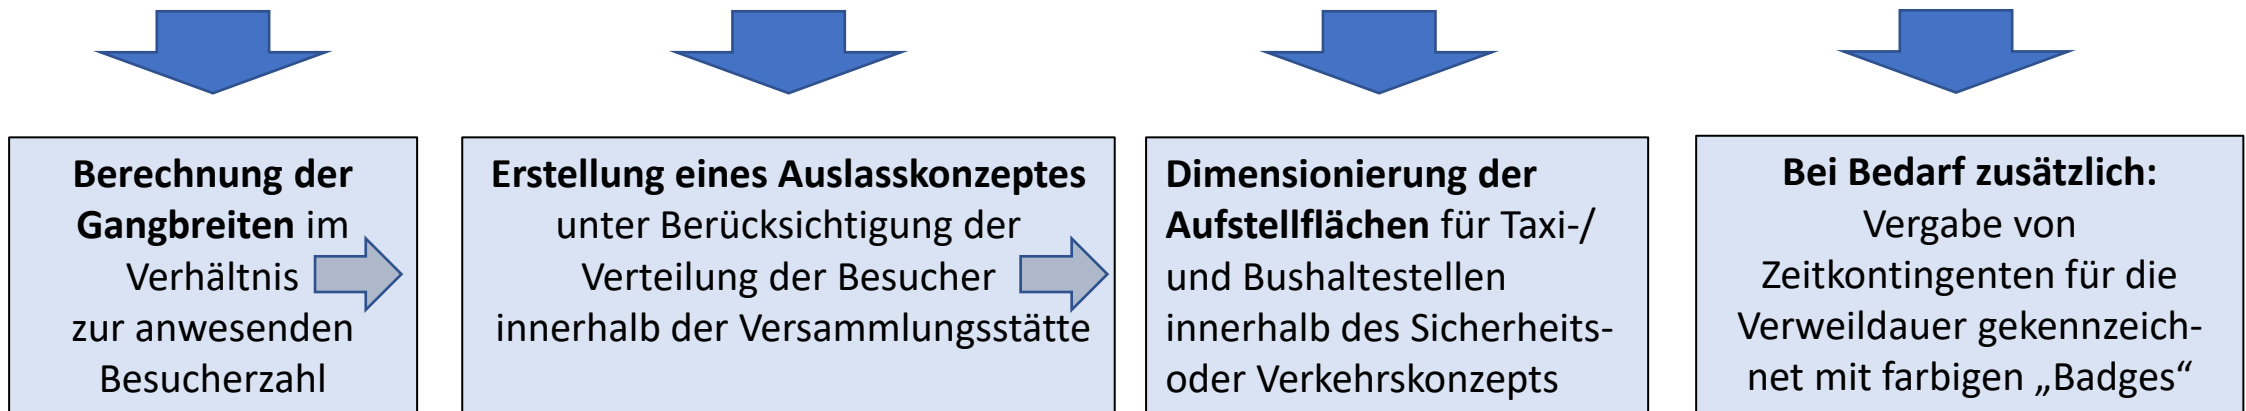 Berechnung der
Gangbreiten im
Verhältnis
zur anwesenden
Besucherzahl
Erstellung eines Auslasskonzeptes
unter Berücksichtigung der
Verteilung der Besucher
innerhalb der Versammlungsstätte
Dimensionierung der
Aufstellflächen für Taxi-/
und Bushaltestellen
innerhalb des Sicherheits-
oder Verkehrskonzepts
Bei Bedarf zusätzlich:
Vergabe von
Zeitkontingenten für die
Verweildauer gekennzeich-
net mit farbigen „Badges“